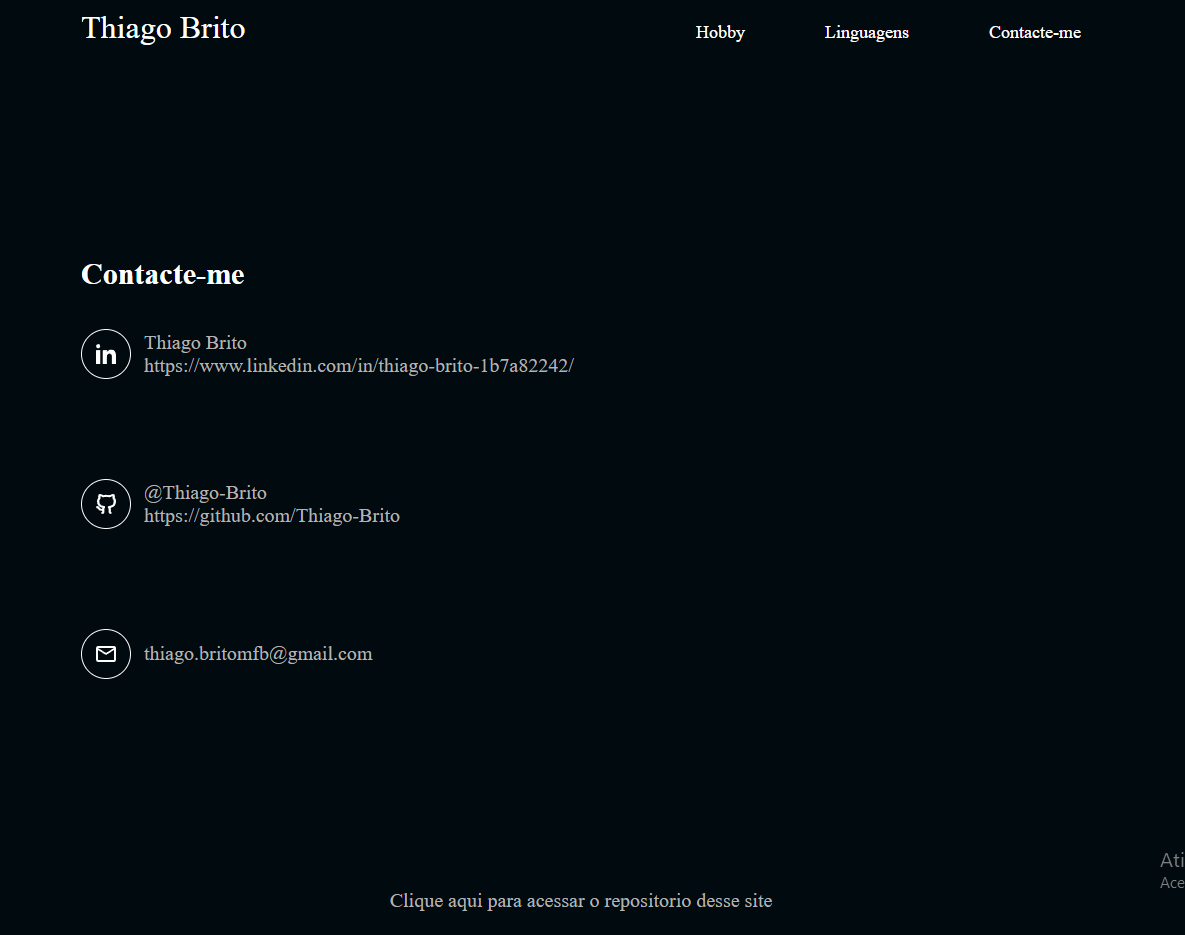 Thiago Brito
Hobby
Linguagens
Contacte-me
Contacte-me
in
Thiago Brito
https://www.linkedin.com/in/thiago-brito-1b7a82242/
@Thiago-Brito
https://github.com/Thiago-Brito
thiago.britomfb@gmail.com
Ati
Ace
Clique aqui para acessar o repositorio desse site